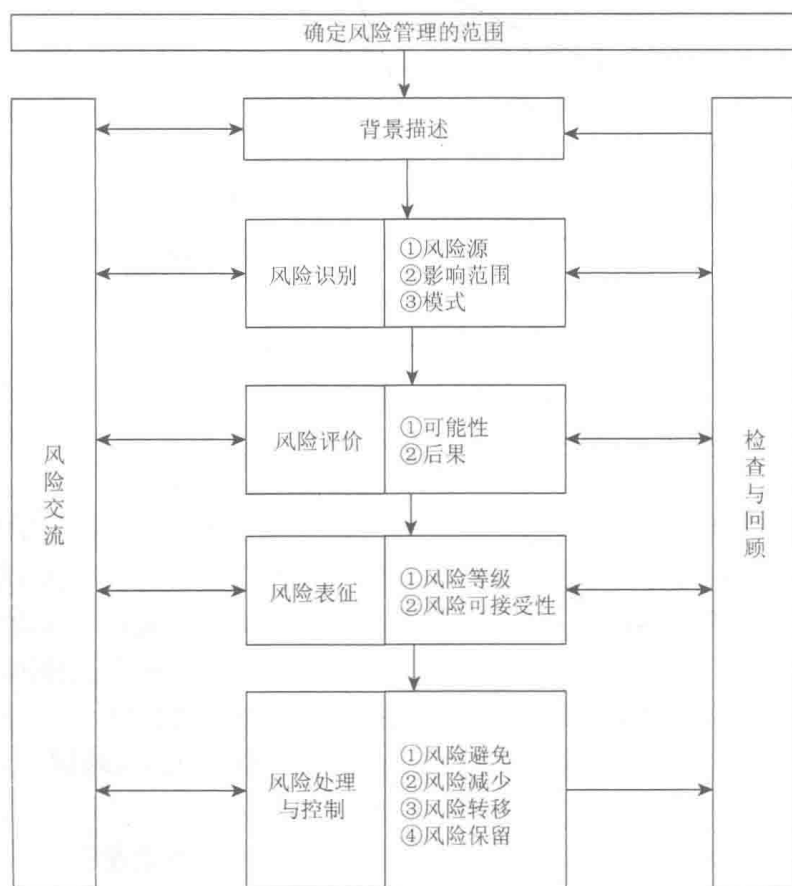 确定风险管理的范围
背景描述
风险识别
①风险源
②影响范围
③模式
风险评价
①可能性
②后果
风险表征
①风险等级
②风险可接受性
风险处理
与控制
①风险避免
②风险减少
③风险转移
④风险保留
风险交流
检查与回顾